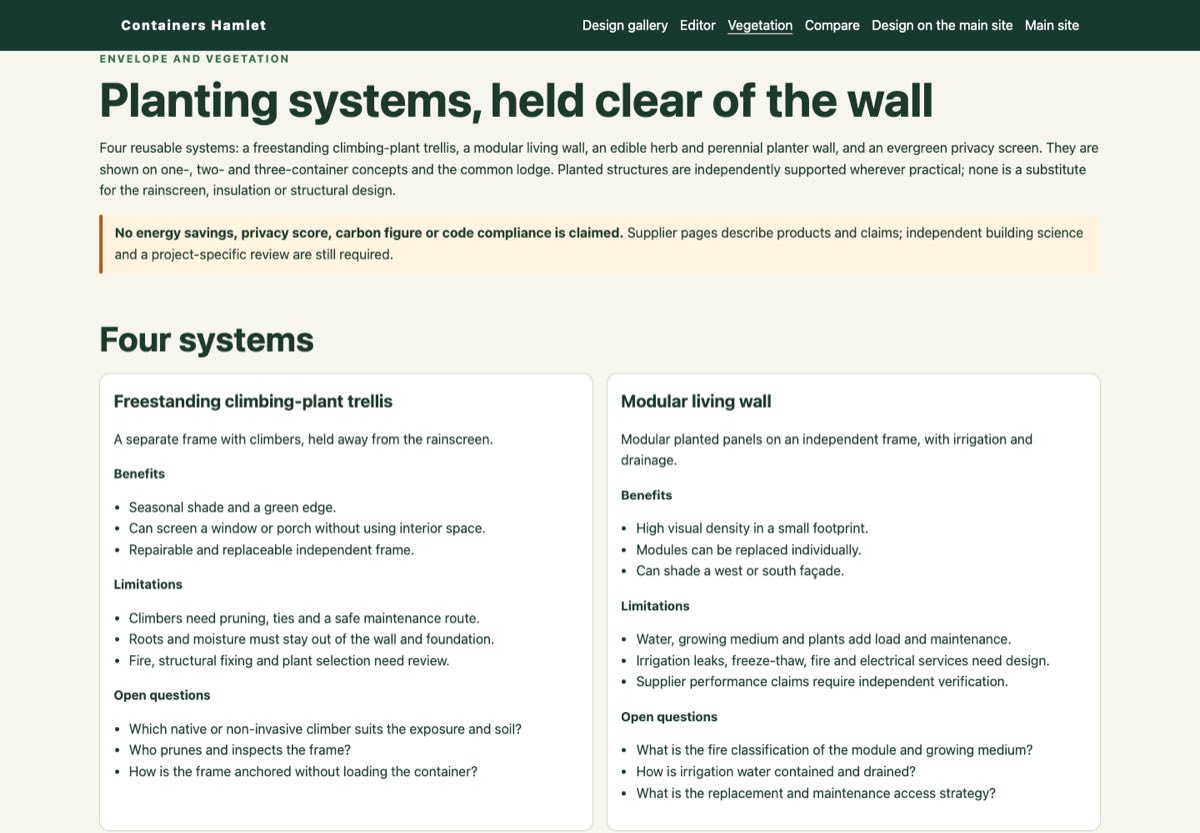 Containers Hamlet
Design gallery Editor Vegetation Compare Design on the main site Main site
ENVELOPE AND VEGETATION
Planting systems, held clear of the wall
Four reusable systems: a freestanding climbing-plant trellis, a modular living wall, an edible herb and perennial planter wall, and an evergreen privacy screen. They are
shown on one-, two- and three-container concepts and the common lodge. Planted structures are independently supported wherever practical; none is a substitute
for the rainscreen, insulation or structural design.
No energy savings, privacy score, carbon figure or code compliance is claimed. Supplier pages describe products and claims; independent building science
and a project-specific review are still required.
Four systems
Freestanding climbing-plant trellis
A separate frame with climbers, held away from the rainscreen.
Benefits
• Seasonal shade and a green edge.
• Can screen a window or porch without using interior space.
• Repairable and replaceable independent frame.
Limitations
• Climbers need pruning, ties and a safe maintenance route.
• Roots and moisture must stay out of the wall and foundation.
• Fire, structural fixing and plant selection need review.
Open questions
• Which native or non-invasive climber suits the exposure and soil?
• Who prunes and inspects the frame?
• How is the frame anchored without loading the container?
Modular living wall
Modular planted panels on an independent frame, with irrigation and
drainage.
Benefits
• High visual density in a small footprint.
• Modules can be replaced individually.
• Can shade a west or south façade.
Limitations
• Water, growing medium and plants add load and maintenance.
• Irrigation leaks, freeze-thaw, fire and electrical services need design.
• Supplier performance claims require independent verification.
Open questions
• What is the fire classification of the module and growing medium?
• How is irrigation water contained and drained?
• What is the replacement and maintenance access strategy?